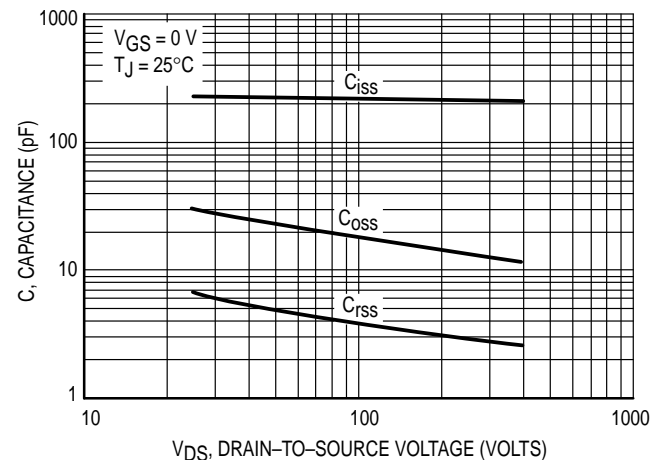 1000
VGS = 0 V
TJ = 25°C
Ciss
100
C, CAPACITANCE (pF)
Coss
10
Crss
1
10
100
1000
VDS, DRAIN–TO–SOURCE VOLTAGE (VOLTS)